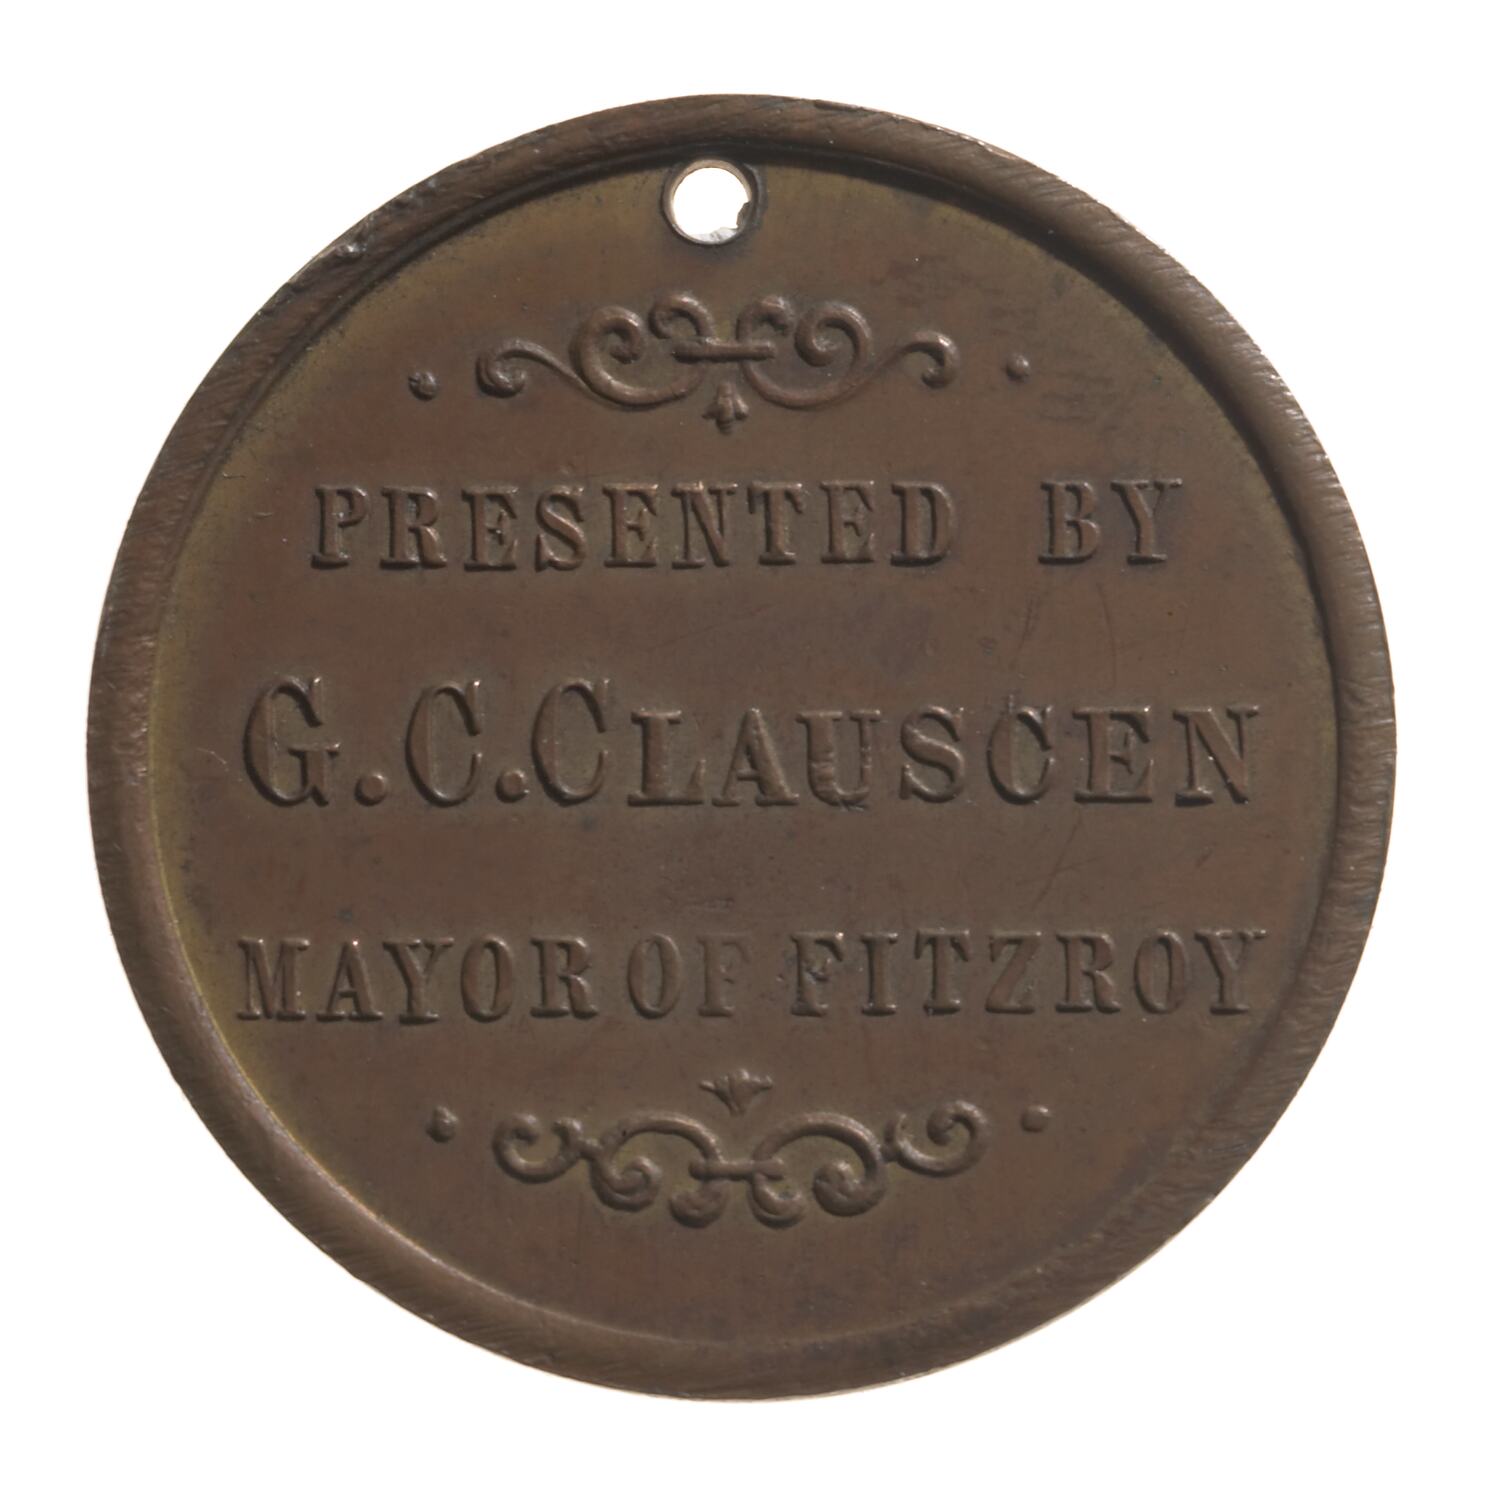 PRESENTED BY
G.C.CLAUSCEN
MAYOR OF FITZROY